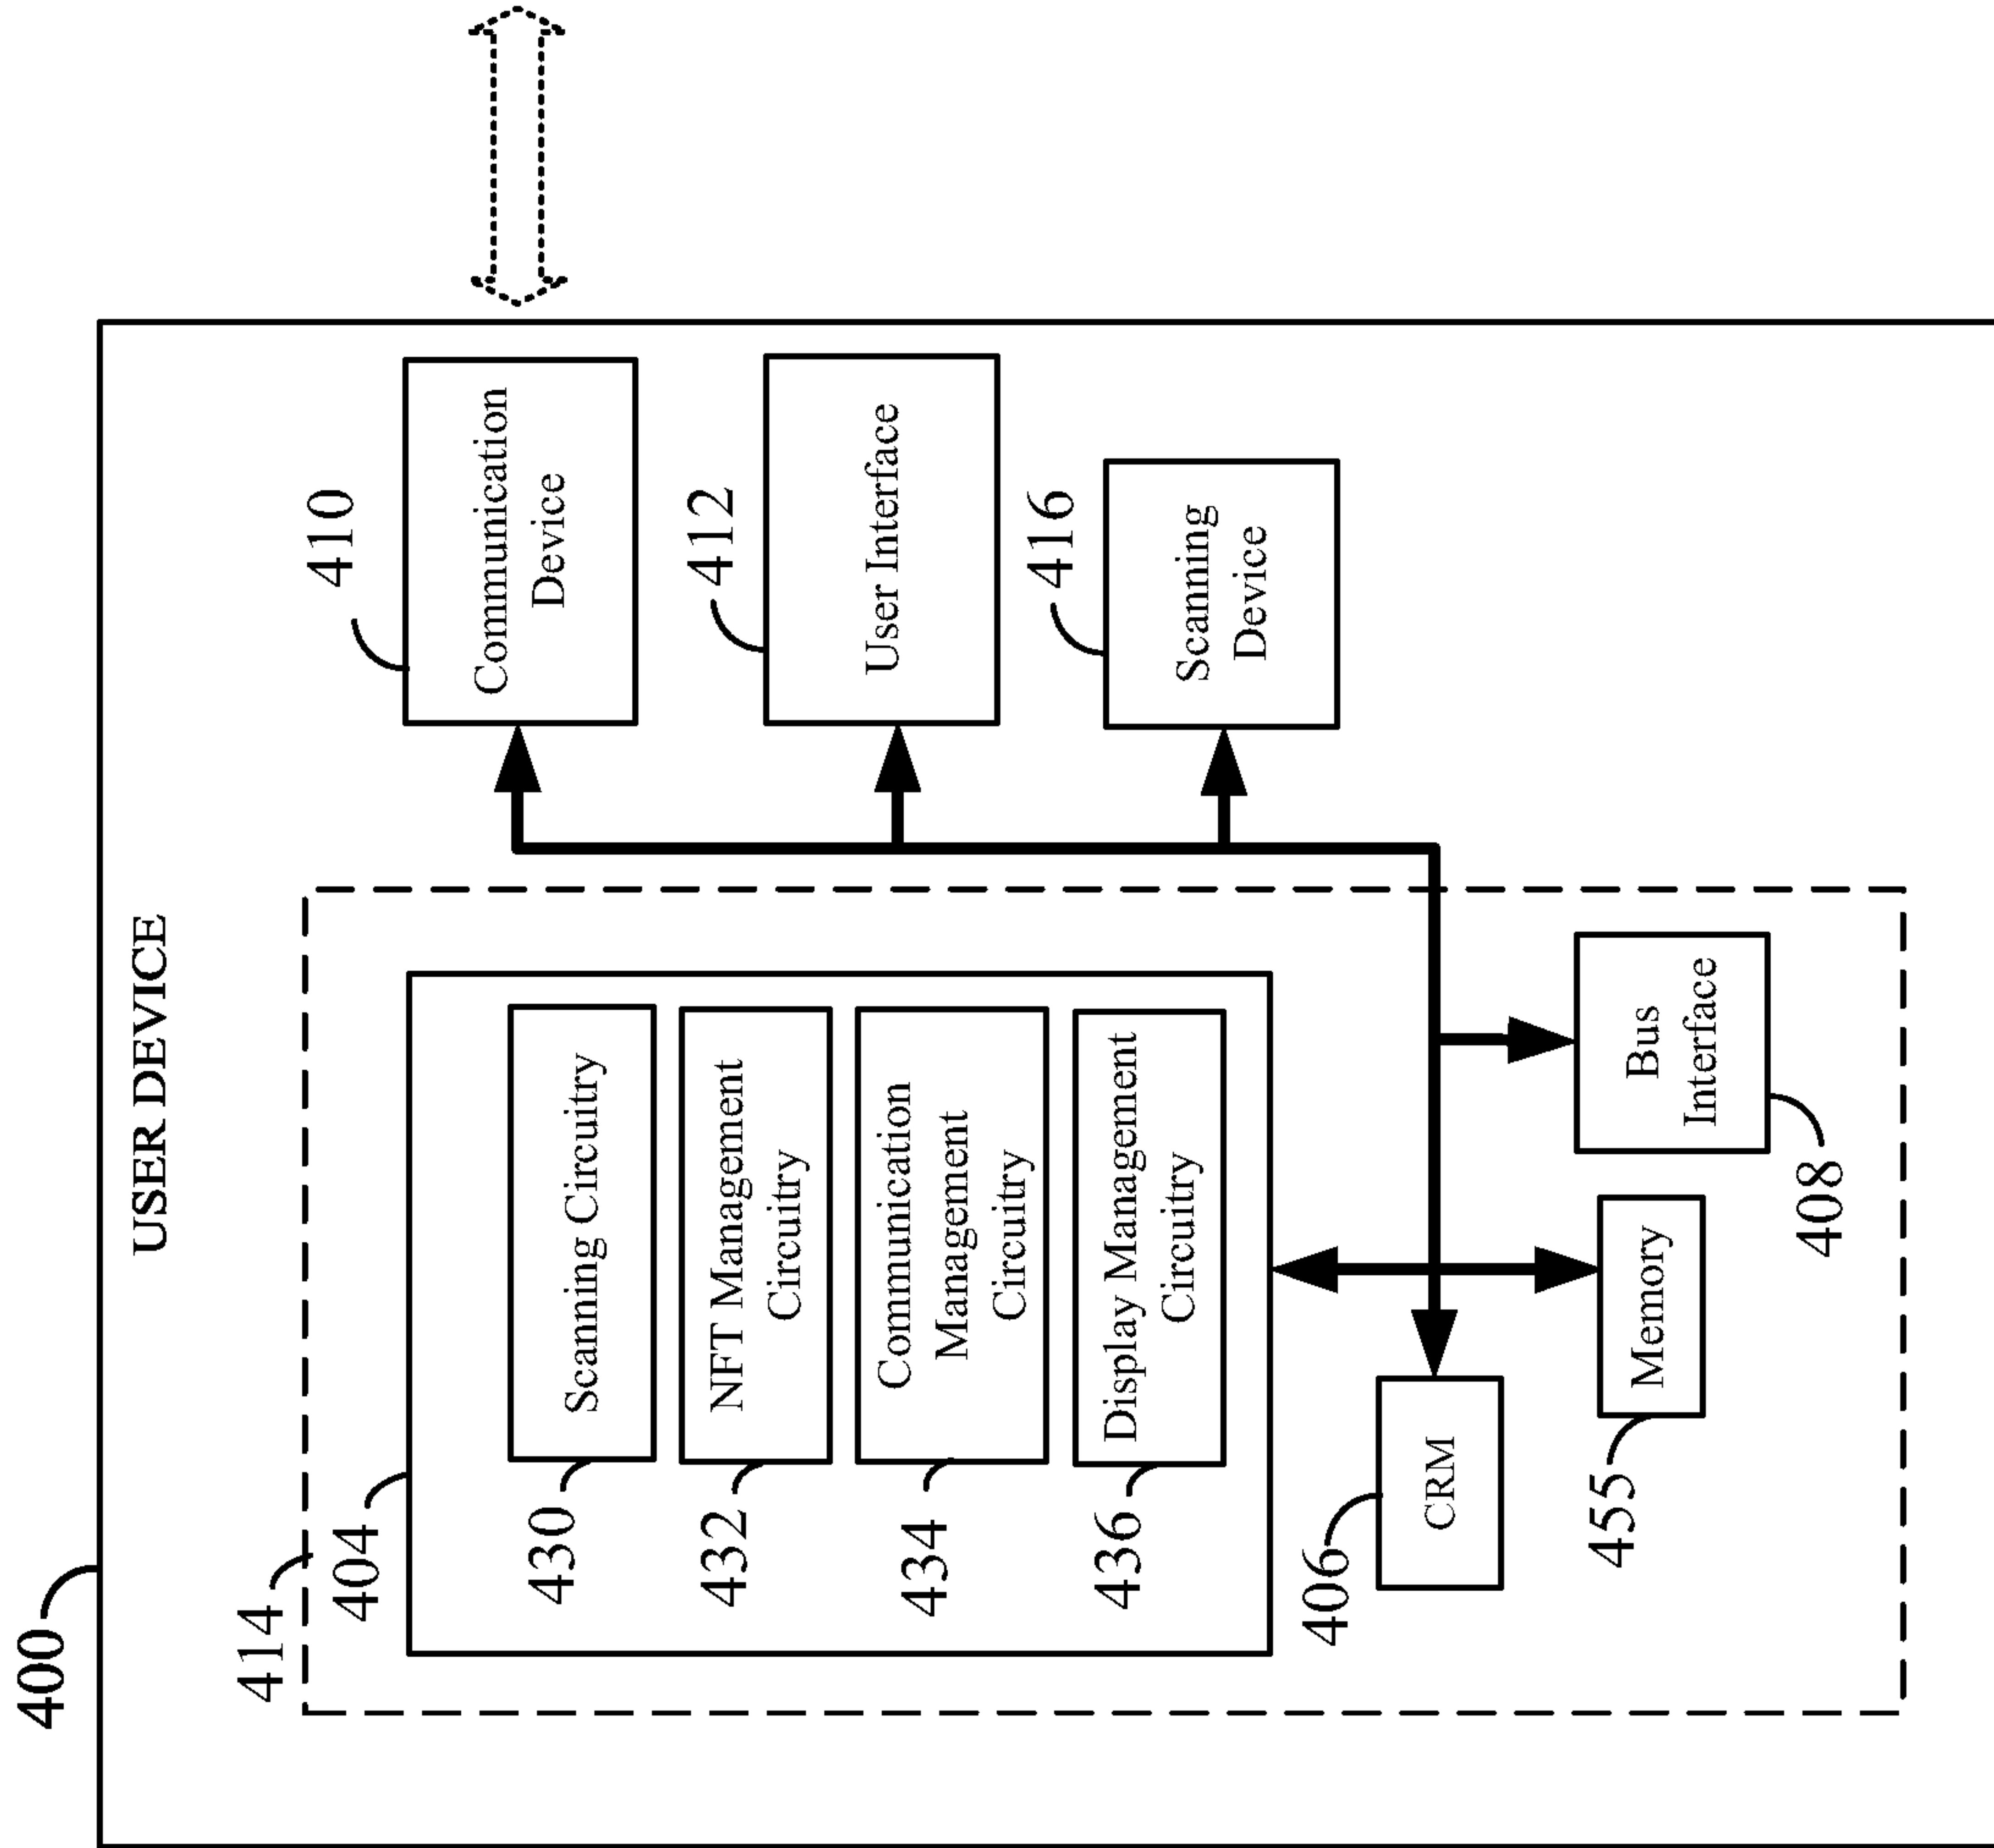 400
USER DEVICE
414
404
430
Scanning Circuitry
432
NFT Management
Circuitry
434
Communication
Management
Circuitry
436
Display Management
Circuitry
406
CRM
455
Memory
408
Bus
Interface
410
Communication
Device
412
User Interface
416
Scanning
Device